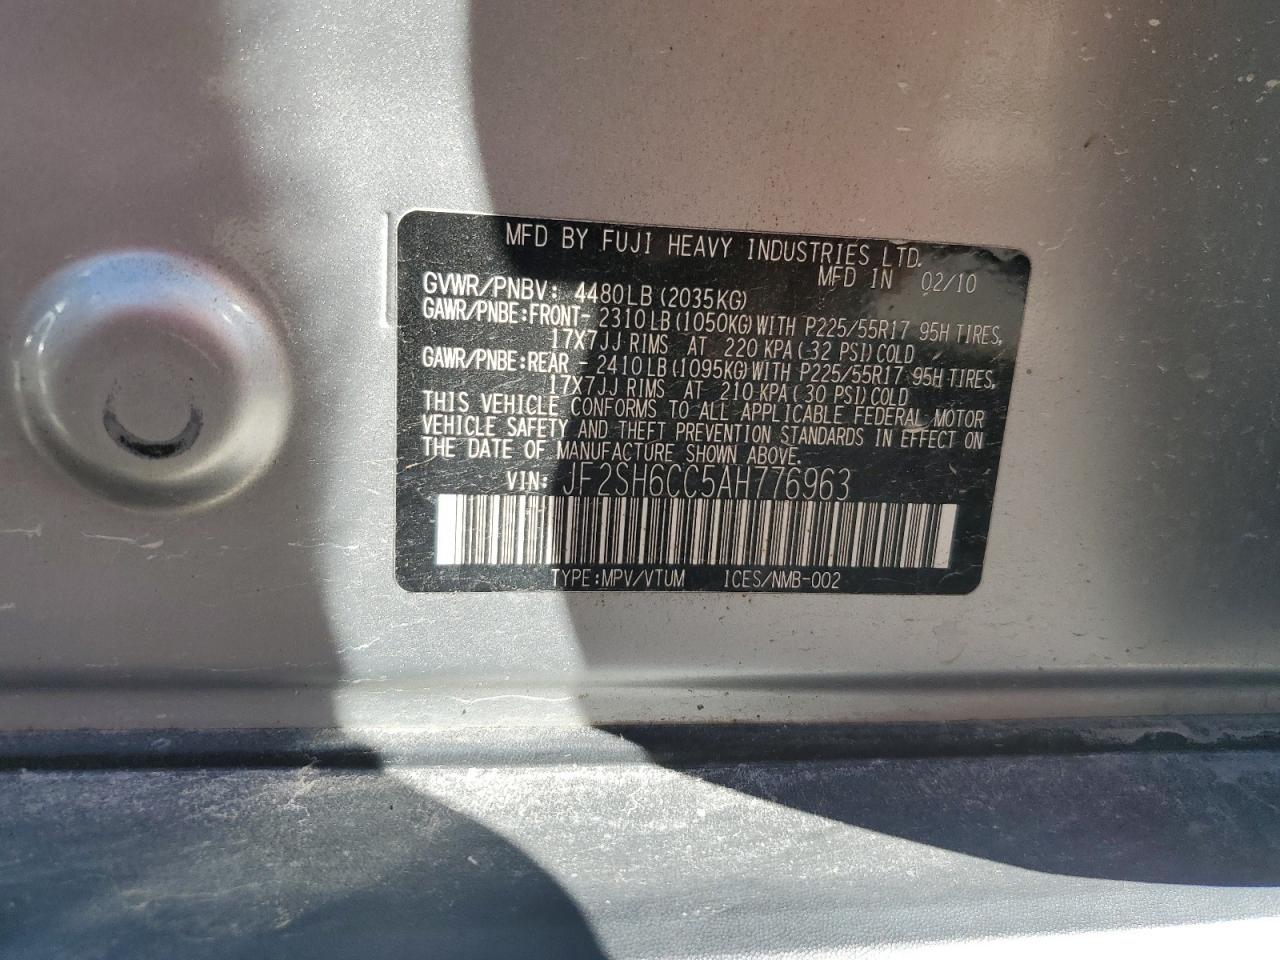 MFD BY FUJI HEAVY INDUSTRIES LTD.
MFD IN 02/10
GVWR/PNBV: 4480LB (2035KG)
GAWR/PNBE:FRONT- 2310LB(1050KG)WITH P225/55R17 95H TIRES,
17X7JJ RIMS AT 220 KPA( 32 PSI)COLD
GAWR/PNBE:REAR - 2410LB(1095KG)WITH P225/55R17 95H TIRES,
17X7JJ RIMS AT 210 KPA( 30 PSI)COLD
THIS VEHICLE CONFORMS TO ALL APPLICABLE FEDERAL MOTOR
VEHICLE SAFETY AND THEFT PREVENTION STANDARDS IN EFFECT ON
THE DATE OF MANUFACTURE SHOWN ABOVE.
VIN: JF2SH6CC5AH776963
TYPE:MPV/VTUM ICES/NMB-002